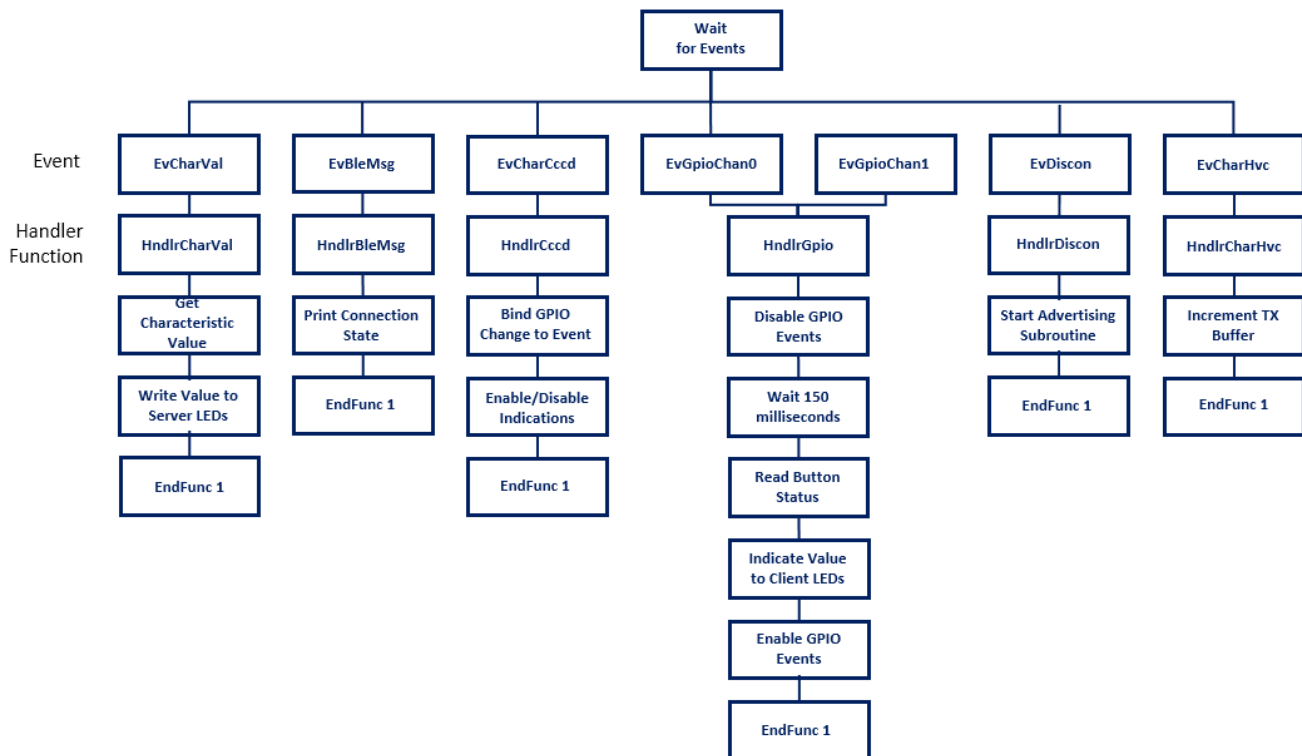 Wait
for Events
Event
EvCharVal
EvBleMsg
EvCharCccd
EvGpioChan0
EvGpioChan1
EvDiscon
EvCharHvc
Handler
Function
HndlrCharVal
HndlrBleMsg
HndlrCccd
HndlrGpio
HndlrDiscon
HndlrCharHvc
Get
Characteristic
Value
Print Connection
State
Bind GPIO
Change to Event
Disable GPIO
Events
Start Advertising
Subroutine
Increment TX
Buffer
Write Value to
Server LEDs
EndFunc 1
Enable/Disable
Indications
Wait 150
milliseconds
EndFunc 1
EndFunc 1
EndFunc 1
EndFunc 1
Read Button
Status
Indicate Value
to Client LEDs
Enable GPIO
Events
EndFunc 1